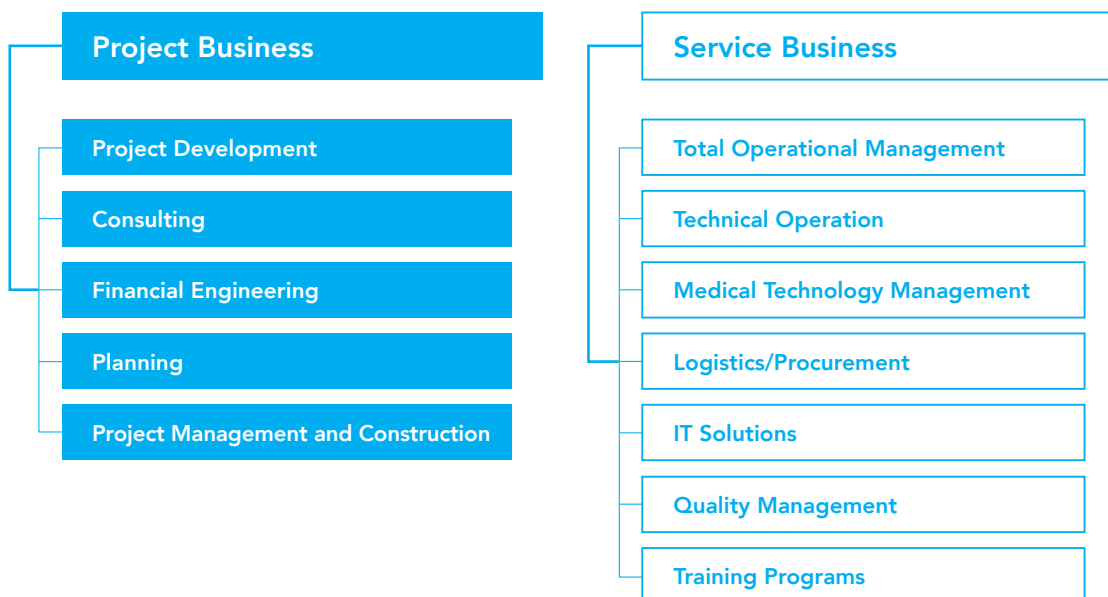 Project Business
Project Development
Consulting
Financial Engineering
Planning
Project Management and Construction
Service Business
Total Operational Management
Technical Operation
Medical Technology Management
Logistics/Procurement
IT Solutions
Quality Management
Training Programs